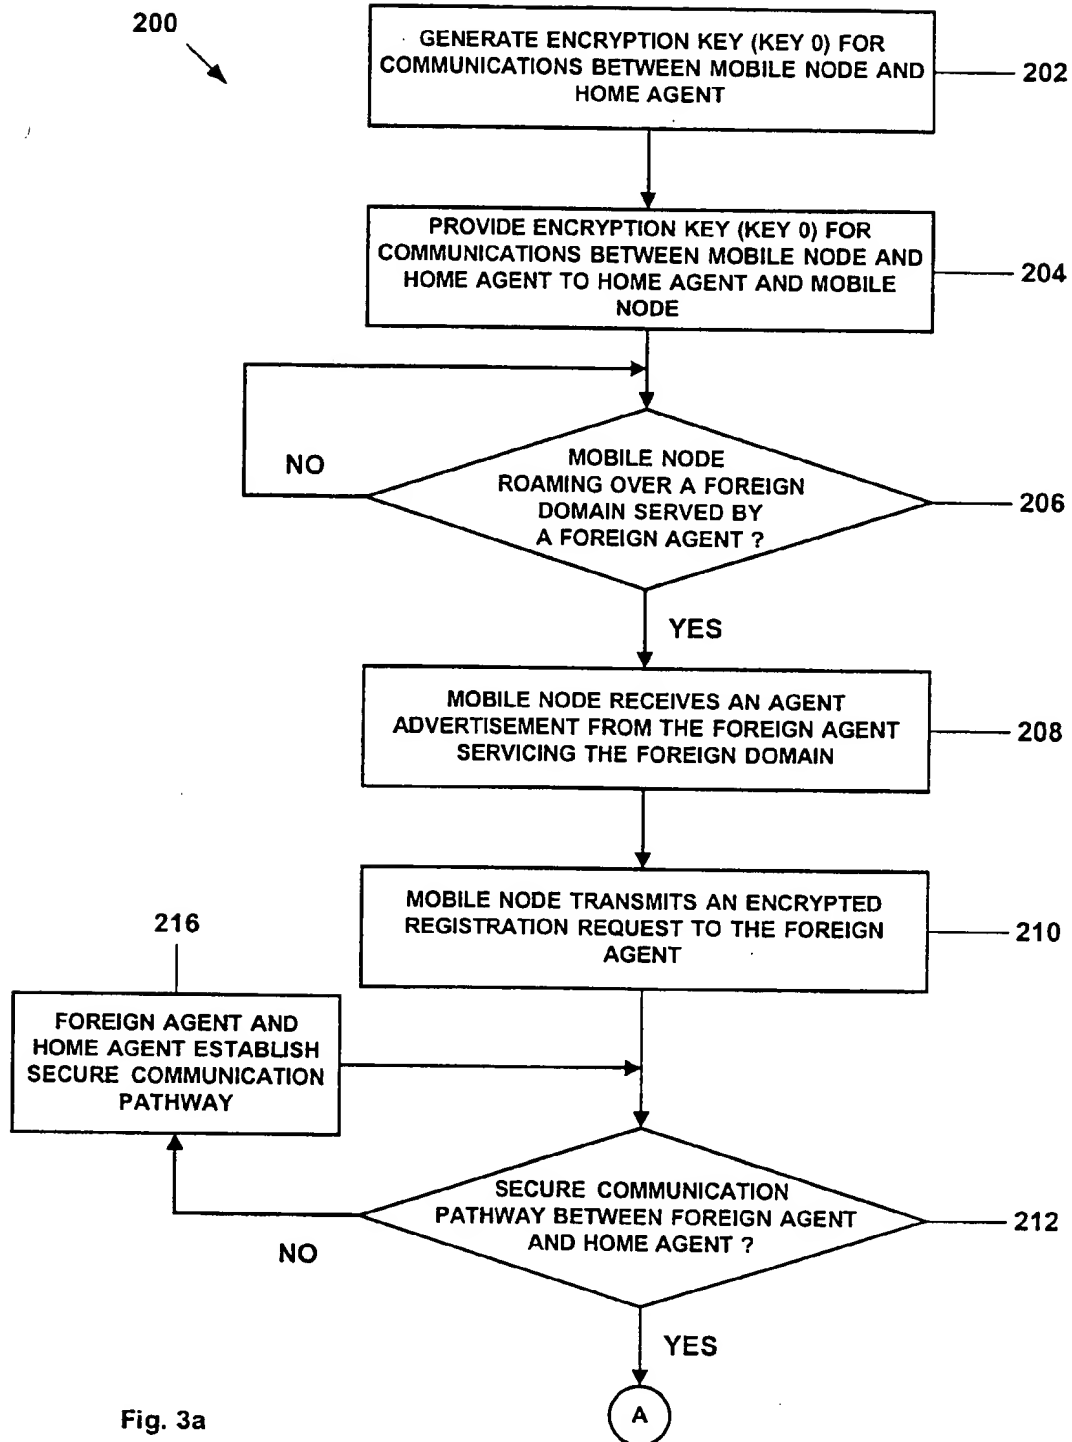 200
GENERATE ENCRYPTION KEY (KEY 0) FOR
COMMUNICATIONS BETWEEN MOBILE NODE AND
HOME AGENT
202
PROVIDE ENCRYPTION KEY (KEY 0) FOR
COMMUNICATIONS BETWEEN MOBILE NODE AND
HOME AGENT TO HOME AGENT AND MOBILE
NODE
204
MOBILE NODE
ROAMING OVER A FOREIGN
DOMAIN SERVED BY
A FOREIGN AGENT ?
NO
206
YES
MOBILE NODE RECEIVES AN AGENT
ADVERTISEMENT FROM THE FOREIGN AGENT
SERVICING THE FOREIGN DOMAIN
208
MOBILE NODE TRANSMITS AN ENCRYPTED
REGISTRATION REQUEST TO THE FOREIGN
AGENT
210
216
FOREIGN AGENT AND
HOME AGENT ESTABLISH
SECURE COMMUNICATION
PATHWAY
SECURE COMMUNICATION
PATHWAY BETWEEN FOREIGN AGENT
AND HOME AGENT ?
212
NO
YES
A
Fig. 3a